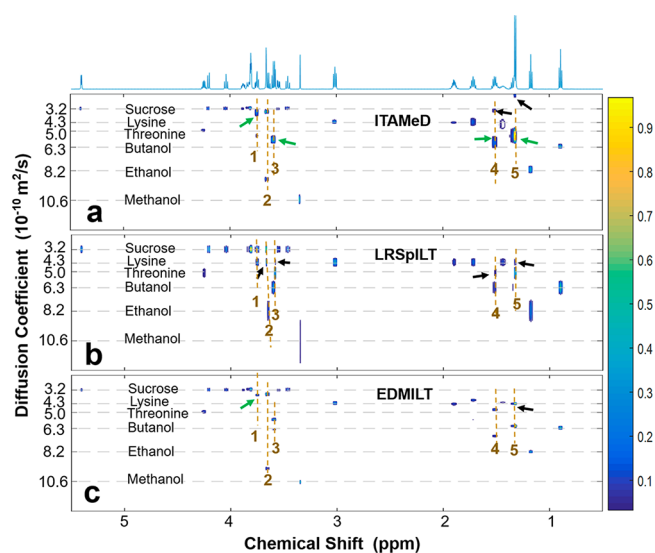 Diffusion Coefficient (10⁻¹⁰ m²/s)
3.2 Sucrose
4.3 Lysine
5.0 Threonine
6.3 Butanol
8.2 Ethanol
10.6 Methanol
ITAMeD
1 2 3 4 5
a
3.2 Sucrose
4.3 Lysine
5.0 Threonine
6.3 Butanol
8.2 Ethanol
10.6 Methanol
LRSpILT
1 2 3 4 5
b
3.2 Sucrose
4.3 Lysine
5.0 Threonine
6.3 Butanol
8.2 Ethanol
10.6 Methanol
EDMILT
1 2 3 4 5
c
5 4 3 2 1
Chemical Shift (ppm)
0.9
0.8
0.7
0.6
0.5
0.4
0.3
0.2
0.1